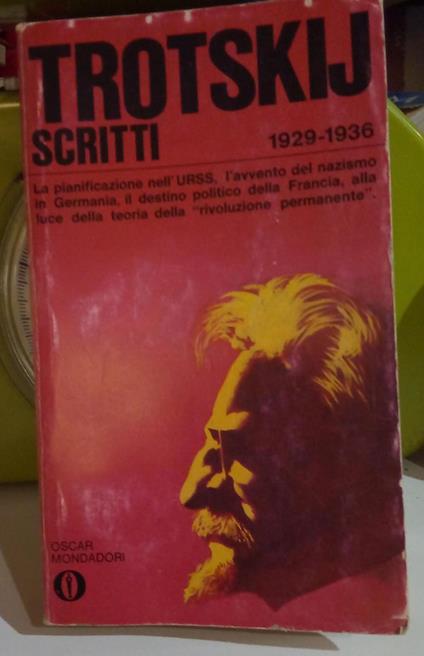 TROTSKIJ
SCRITTI
1929-1936
La pianificazione nell'URSS, l'avvento del nazismo
in Germania, il destino politico della Francia, alla
luce della teoria della "rivoluzione permanente".
OSCAR
MONDADORI